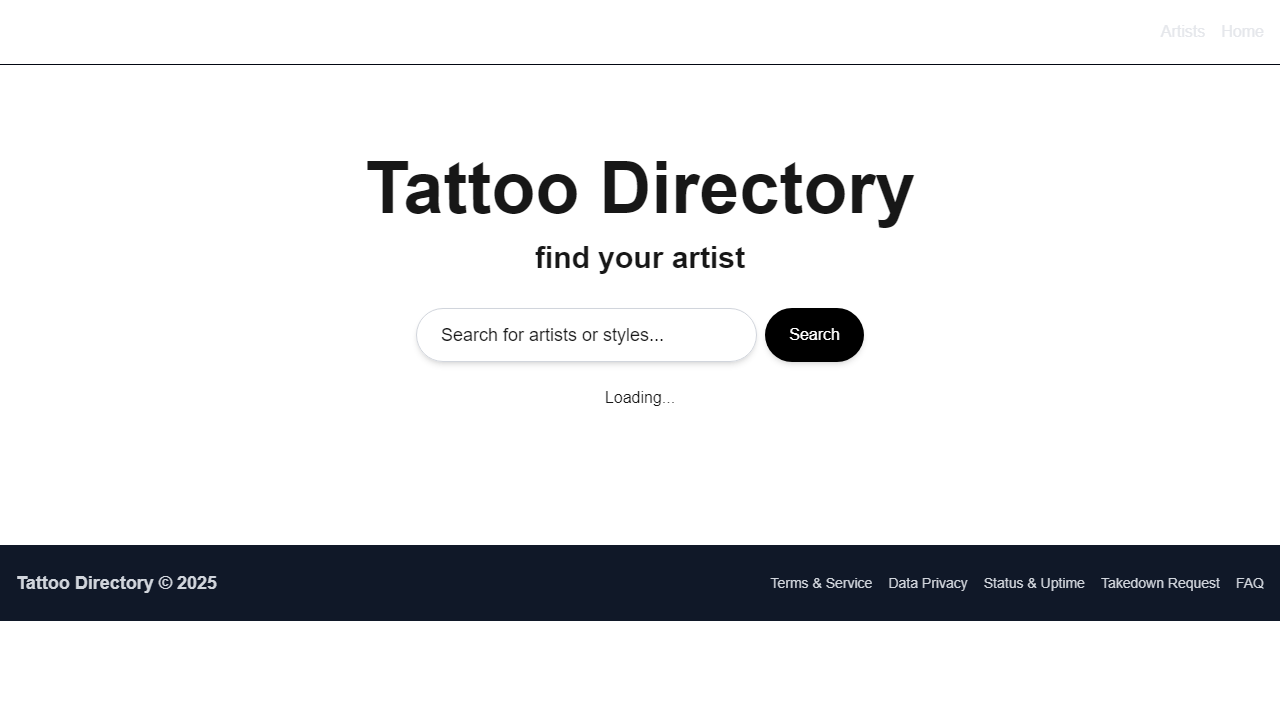 Artists Home
Tattoo Directory
find your artist
Search for artists or styles...
Search
Loading...
Tattoo Directory © 2025
Terms & Service Data Privacy Status & Uptime Takedown Request FAQ